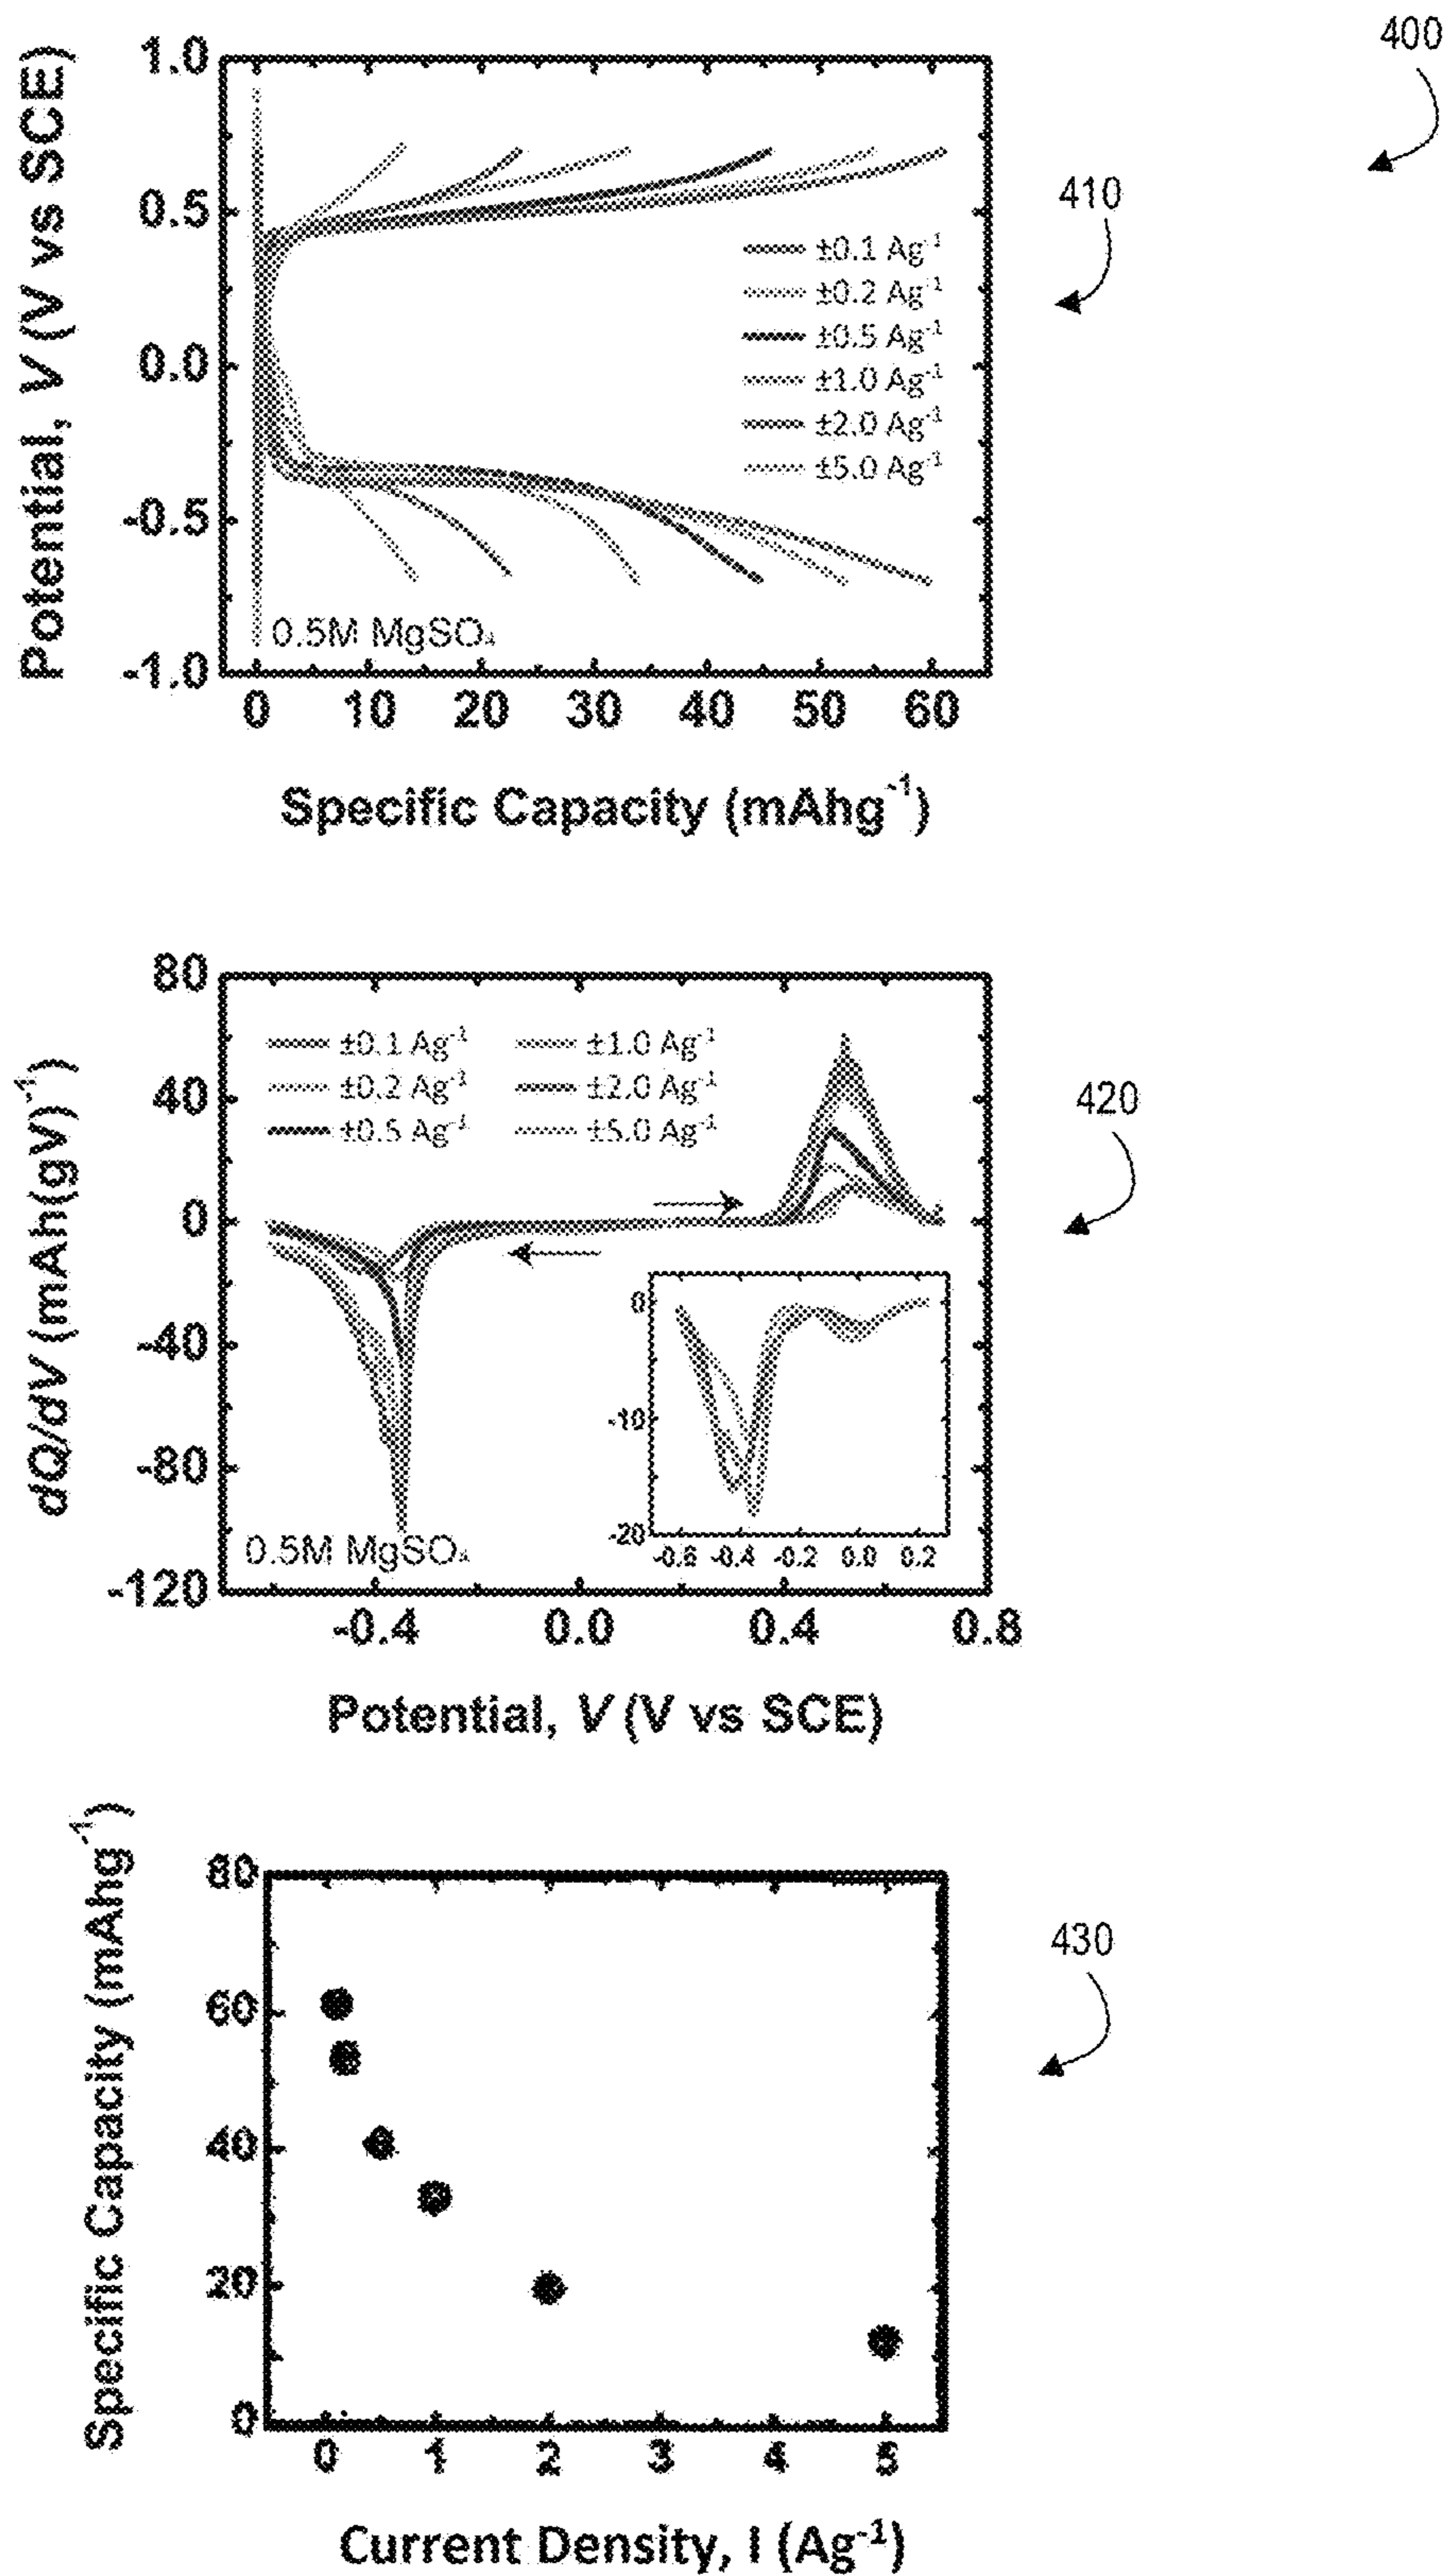 400
410
Potential, V (V vs SCE)
1.0
0.5
0.0
-0.5
-1.0
±0.1 Ag⁻¹
±0.2 Ag⁻¹
±0.5 Ag⁻¹
±1.0 Ag⁻¹
±2.0 Ag⁻¹
±5.0 Ag⁻¹
0.5M MgSO₄
0 10 20 30 40 50 60
Specific Capacity (mAhg⁻¹)
420
dQ/dV (mAh(gV)⁻¹)
80
40
0
-40
-80
-120
±0.1 Ag⁻¹ ±1.0 Ag⁻¹
±0.2 Ag⁻¹ ±2.0 Ag⁻¹
±0.5 Ag⁻¹ ±5.0 Ag⁻¹
0
-10
-20
-0.6 -0.4 -0.2 0.0 0.2
0.5M MgSO₄
-0.4 0.0 0.4 0.8
Potential, V (V vs SCE)
430
Specific Capacity (mAhg⁻¹)
80
60
40
20
0
0 1 2 3 4 5
Current Density, I (Ag⁻¹)